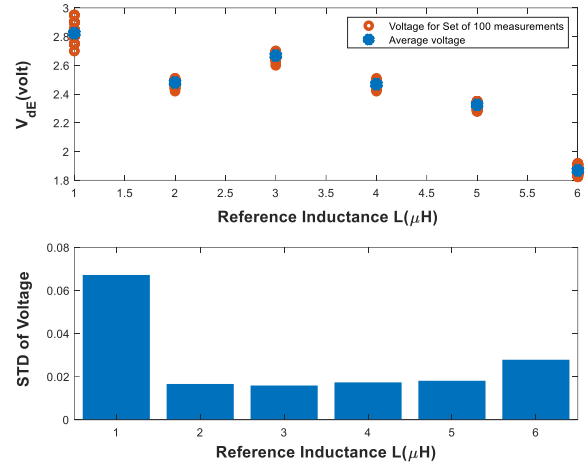 3
2.8
2.6
2.4
2.2
2
1.8
V_dE(volt)
Voltage for Set of 100 measurements
Average voltage
1 1.5 2 2.5 3 3.5 4 4.5 5 5.5 6
Reference Inductance L(μH)
0.08
0.06
0.04
0.02
0
STD of Voltage
1 2 3 4 5 6
Reference Inductance L(μH)